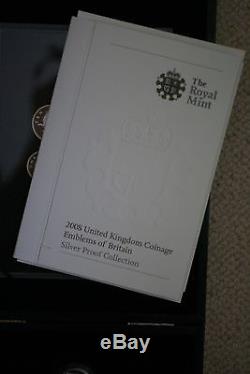 The
Royal
Mint
2008 United Kingdom Coinage
Emblems of Britain
Silver Proof Collection